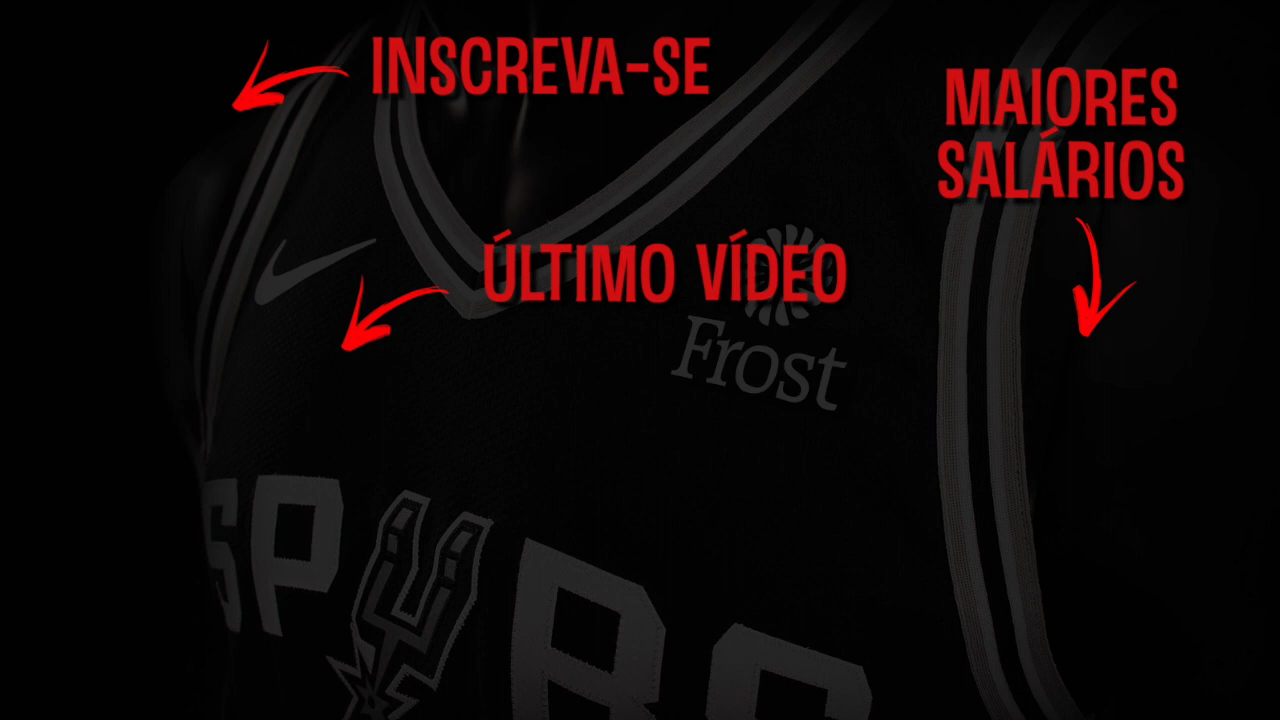 INSCREVA-SE
MAIORES
SALÁRIOS
ÚLTIMO VÍDEO
Frost
SPURS